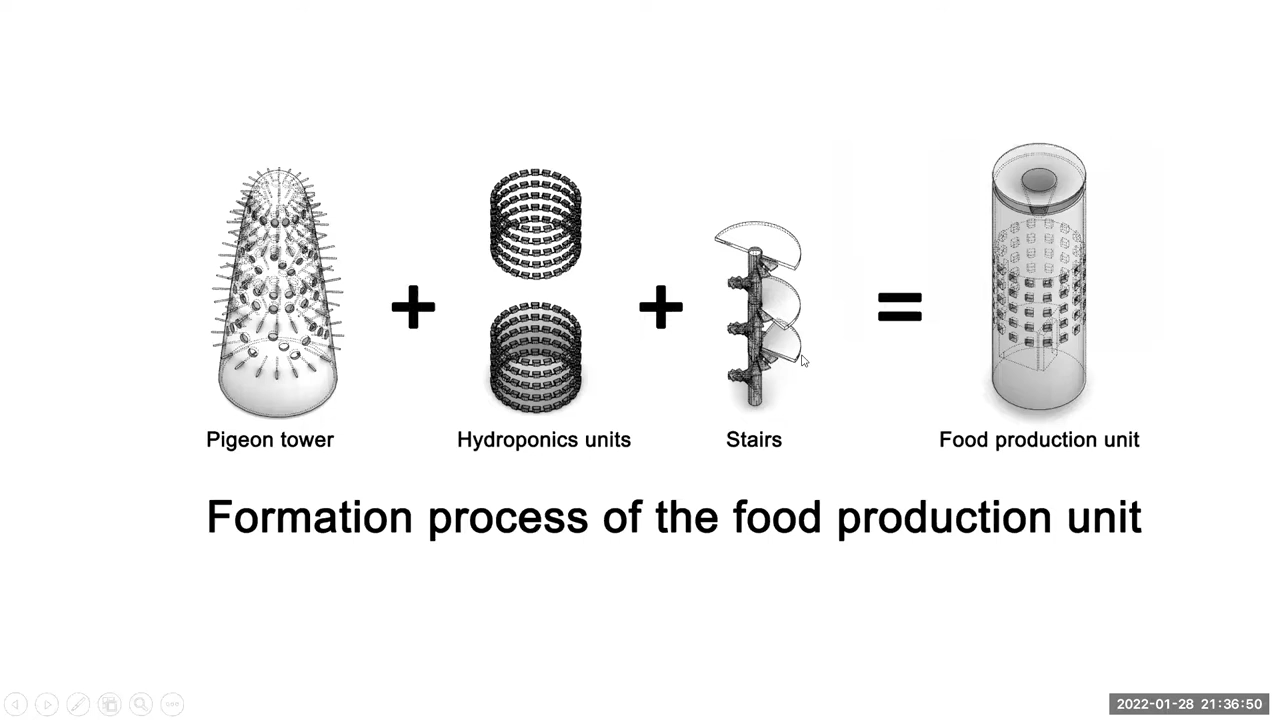 Pigeon tower
Hydroponics units
Stairs
Food production unit
Formation process of the food production unit
2022-01-28 21:36:50